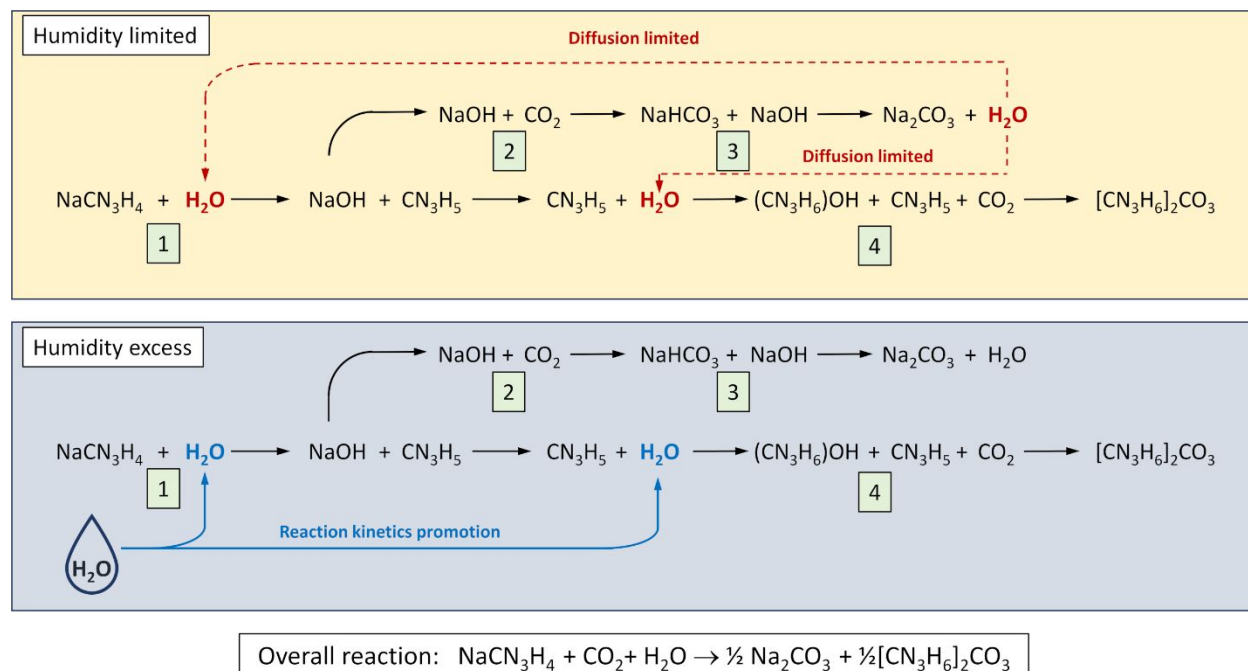 Humidity limited
Diffusion limited
NaOH + CO₂ → NaHCO₃ + NaOH → Na₂CO₃ + H₂O
2
3
Diffusion limited
NaCN₃H₄ + H₂O → NaOH + CN₃H₅ → CN₃H₅ + H₂O → (CN₃H₆)OH + CN₃H₅ + CO₂ → [CN₃H₆]₂CO₃
1
4
Humidity excess
NaOH + CO₂ → NaHCO₃ + NaOH → Na₂CO₃ + H₂O
2
3
NaCN₃H₄ + H₂O → NaOH + CN₃H₅ → CN₃H₅ + H₂O → (CN₃H₆)OH + CN₃H₅ + CO₂ → [CN₃H₆]₂CO₃
1
4
Reaction kinetics promotion
H₂O
Overall reaction: NaCN₃H₄ + CO₂+ H₂O → ½ Na₂CO₃ + ½[CN₃H₆]₂CO₃